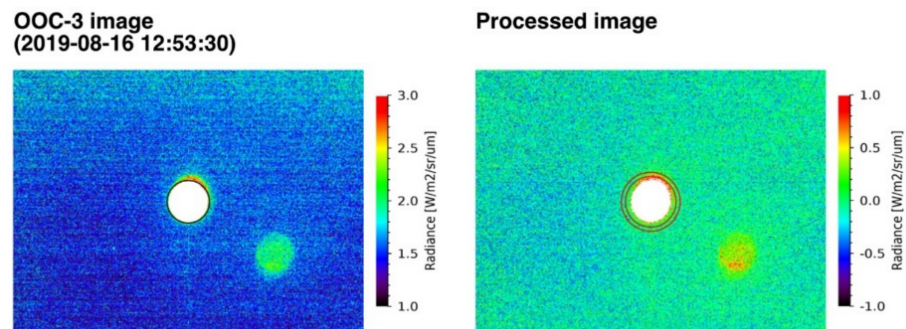 OOC-3 image
(2019-08-16 12:53:30)
Processed image
3.0
2.5
2.0
1.5
1.0
Radiance [W/m2/sr/um]
1.0
0.5
0.0
-0.5
-1.0
Radiance [W/m2/sr/um]